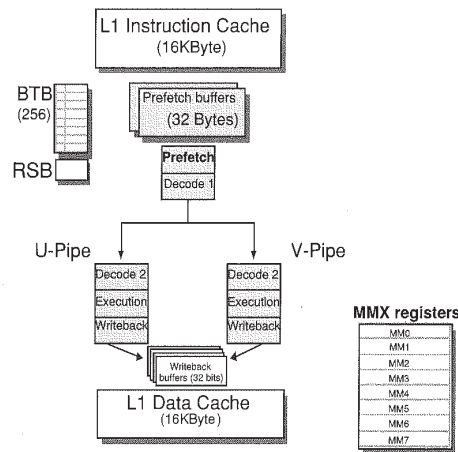 L1 Instruction Cache
(16KByte)
BTB
(256)
Prefetch buffers
(32 Bytes)
RSB
Prefetch
Decode 1
U-Pipe
V-Pipe
Decode 2
Execution
Writeback
Decode 2
Execution
Writeback
Writeback
buffers (32 bits)
L1 Data Cache
(16KByte)
MMX registers
MM0
MM1
MM2
MM3
MM4
MM5
MM6
MM7